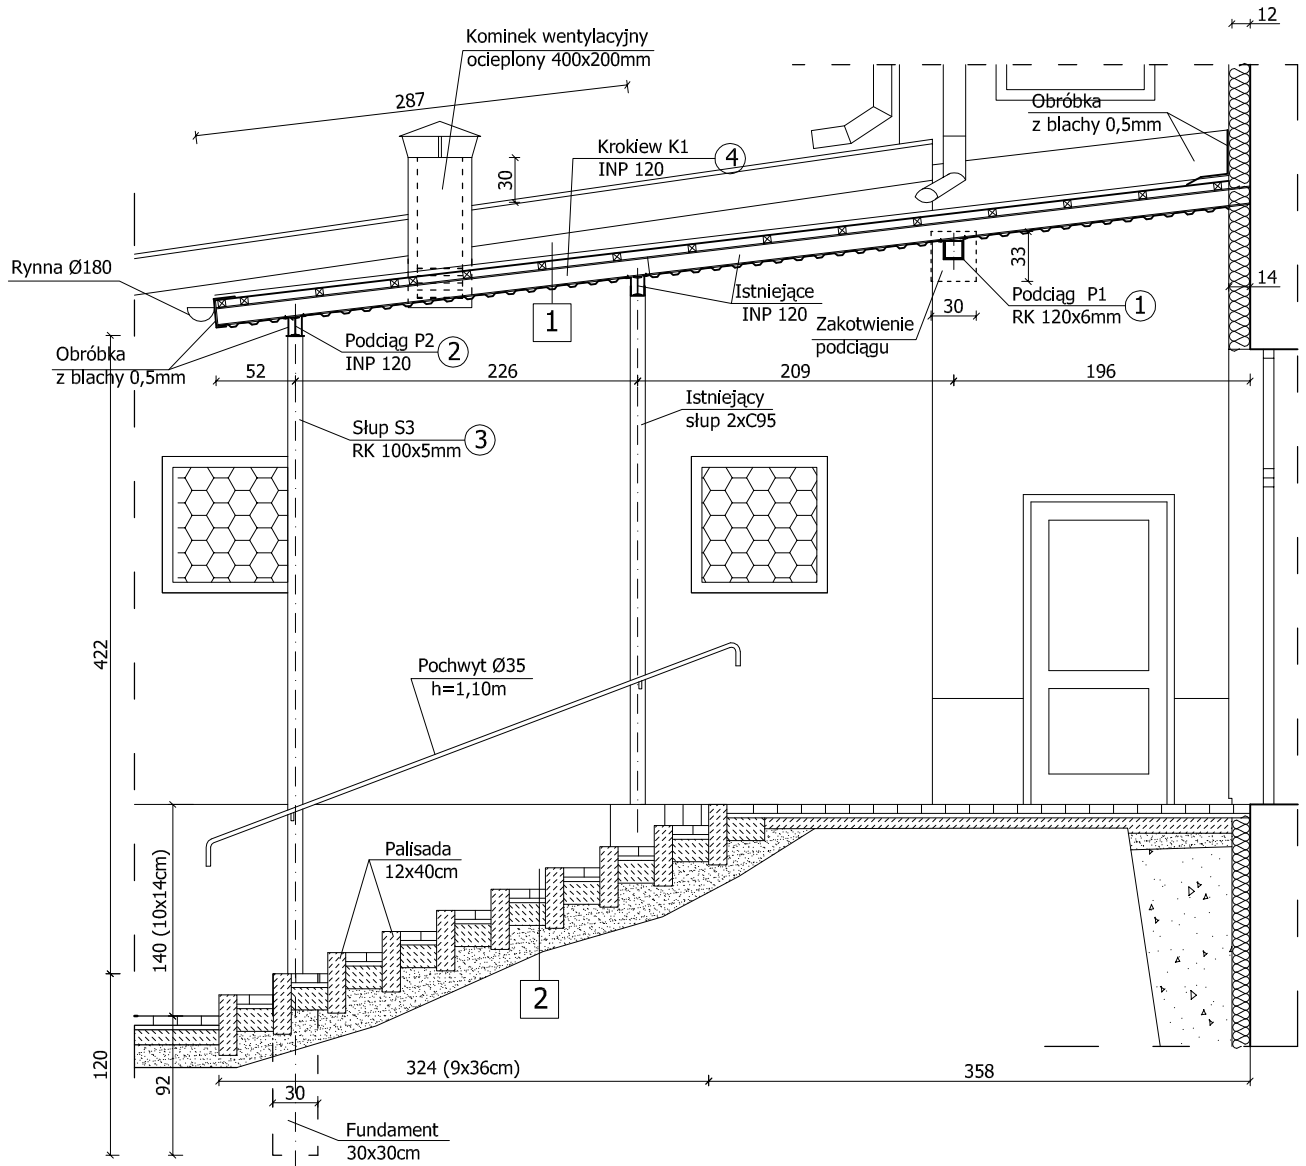 12
Kominek wentylacyjny
ocieplony 400x200mm
287
Obróbka
z blachy 0,5mm
Krokiew K1
INP 120
4
30
Rynna Ø180
33
14
Istniejące
INP 120
Podciąg P1
RK 120x6mm
1
30
Zakotwienie
podciągu
1
Podciąg P2
INP 120
2
Obróbka
z blachy 0,5mm
52
226
209
196
Istniejący
słup 2xC95
Słup S3
RK 100x5mm
3
422
Pochwyt Ø35
h=1,10m
Palisada
12x40cm
140 (10x14cm)
2
120
92
324 (9x36cm)
358
30
Fundament
30x30cm